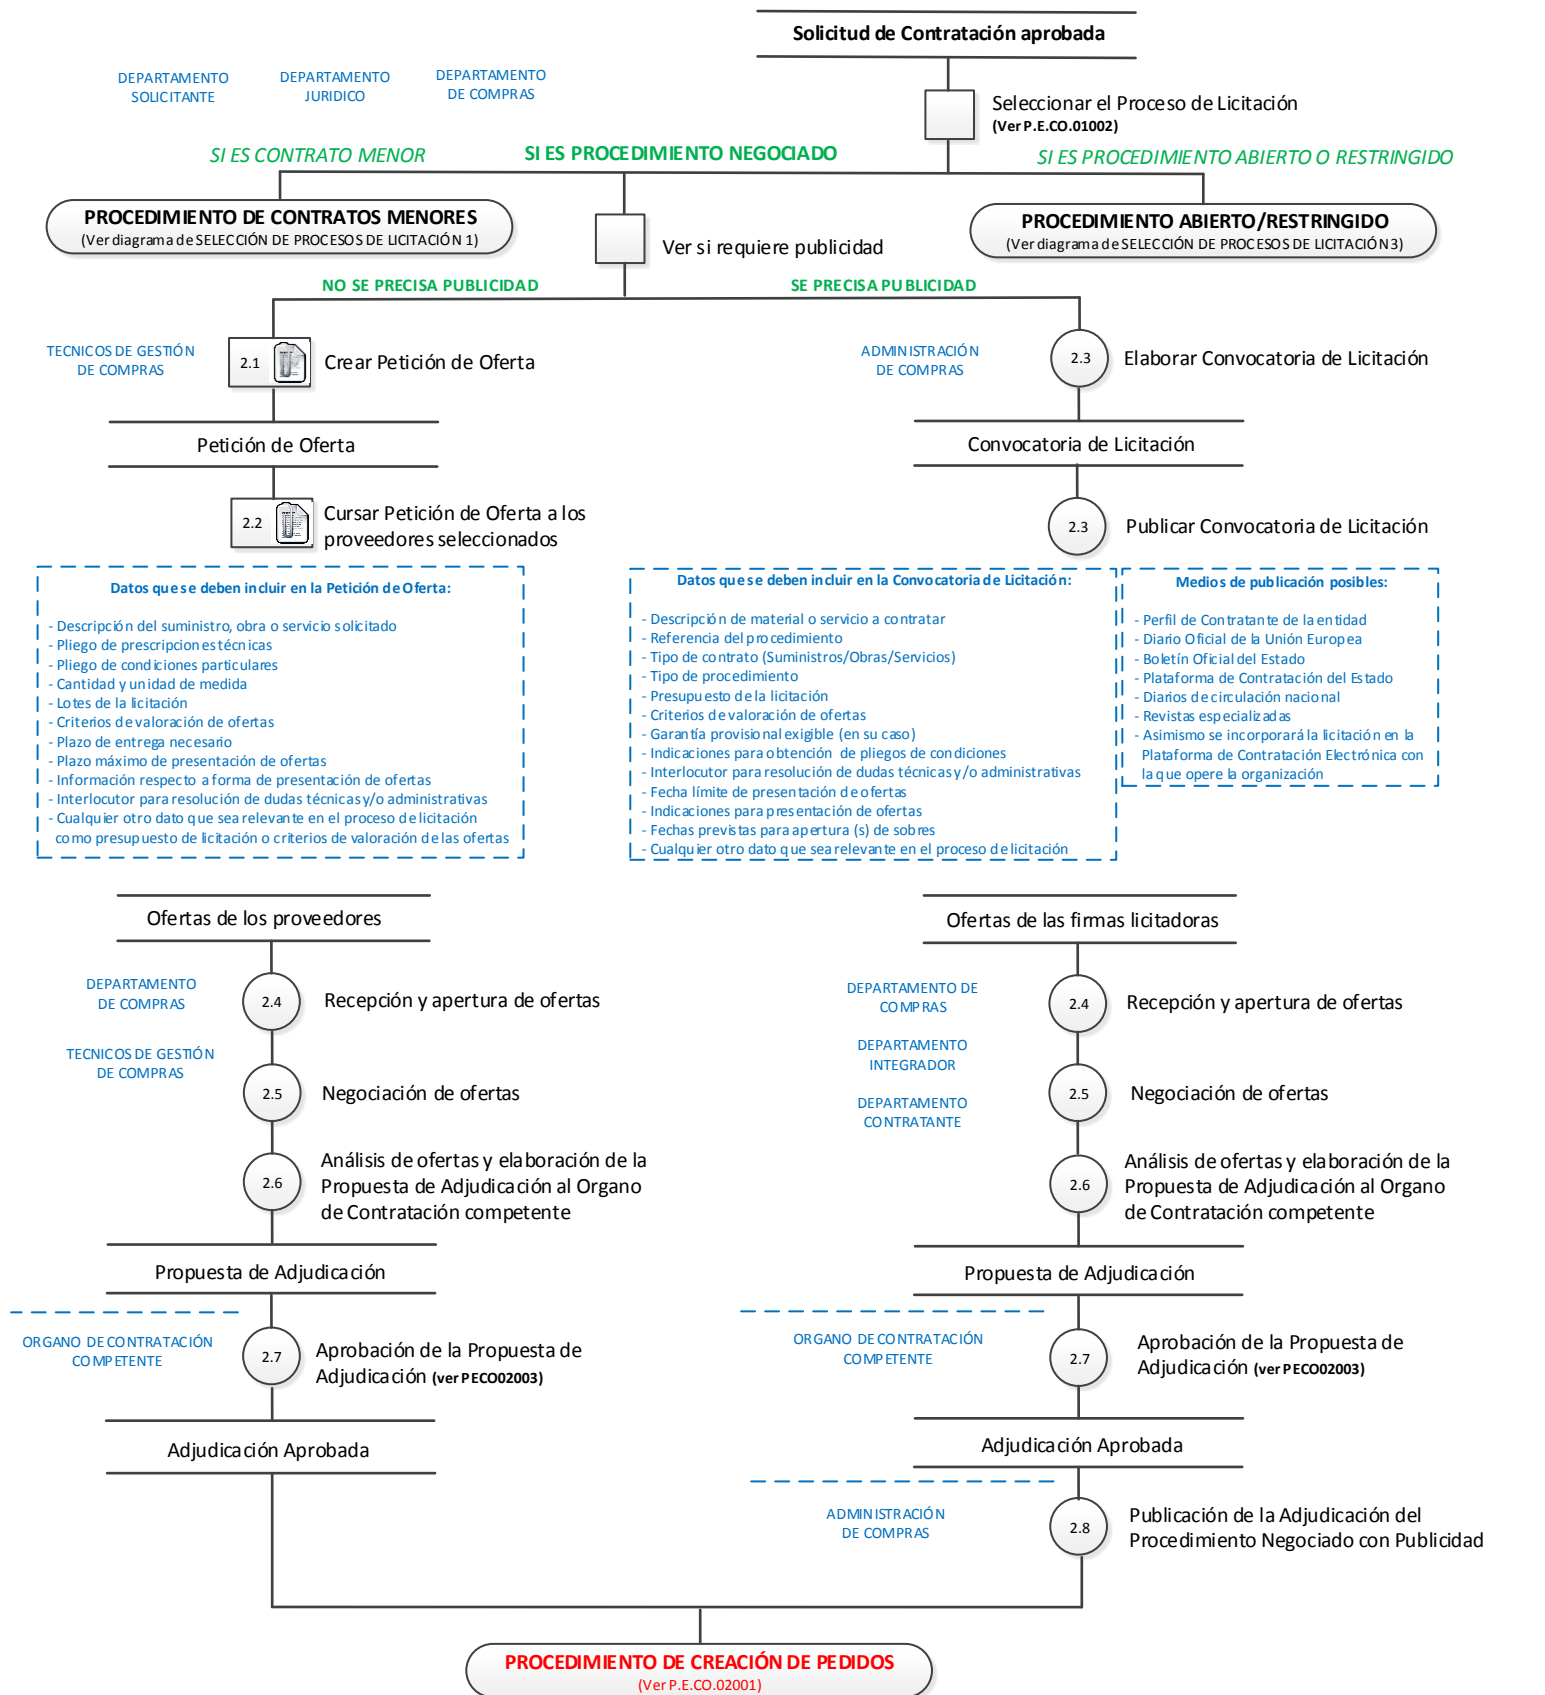 Solicitud de Contratación aprobada
DEPARTAMENTO
SOLICITANTE
DEPARTAMENTO
JURIDICO
DEPARTAMENTO
DE COMPRAS
Seleccionar el Proceso de Licitación
(Ver P.E.CO.01002)
SI ES CONTRATO MENOR
SI ES PROCEDIMIENTO NEGOCIADO
SI ES PROCEDIMIENTO ABIERTO O RESTRINGIDO
PROCEDIMIENTO DE CONTRATOS MENORES
(Ver diagrama de SELECCIÓN DE PROCESOS DE LICITACIÓN 1)
Ver si requiere publicidad
PROCEDIMIENTO ABIERTO/RESTRINGIDO
(Ver diagrama de SELECCIÓN DE PROCESOS DE LICITACIÓN 3)
NO SE PRECISA PUBLICIDAD
SE PRECISA PUBLICIDAD
TECNICOS DE GESTIÓN
DE COMPRAS
2.1
Crear Petición de Oferta
ADMINISTRACIÓN
DE COMPRAS
2.3
Elaborar Convocatoria de Licitación
Petición de Oferta
Convocatoria de Licitación
2.2
Cursar Petición de Oferta a los
proveedores seleccionados
2.3
Publicar Convocatoria de Licitación
Datos que se deben incluir en la Petición de Oferta:
- Descripción del suministro, obra o servicio solicitado
- Pliego de prescripciones técnicas
- Pliego de condiciones particulares
- Cantidad y unidad de medida
- Lotes de la licitación
- Criterios de valoración de ofertas
- Plazo de entrega necesario
- Plazo máximo de presentación de ofertas
- Información respecto a forma de presentación de ofertas
- Interlocutor para resolución de dudas técnicas y/o administrativas
- Cualquier otro dato que sea relevante en el proceso de licitación
como presupuesto de licitación o criterios de valoración de las ofertas
Datos que se deben incluir en la Convocatoria de Licitación:
- Descripción de material o servicio a contratar
- Referencia del procedimiento
- Tipo de contrato (Suministros/Obras/Servicios)
- Tipo de procedimiento
- Presupuesto de la licitación
- Criterios de valoración de ofertas
- Garantía provisional exigible (en su caso)
- Indicaciones para obtención de pliegos de condiciones
- Interlocutor para resolución de dudas técnicas y/o administrativas
- Fecha límite de presentación de ofertas
- Indicaciones para presentación de ofertas
- Fechas previstas para apertura (s) de sobres
- Cualquier otro dato que sea relevante en el proceso de licitación
Medios de publicación posibles:
- Perfil de Contratante de la entidad
- Diario Oficial de la Unión Europea
- Boletín Oficial del Estado
- Plataforma de Contratación del Estado
- Diarios de circulación nacional
- Revistas especializadas
- Asimismo se incorporará la licitación en la
Plataforma de Contratación Electrónica con
la que opere la organización
Ofertas de los proveedores
Ofertas de las firmas licitadoras
DEPARTAMENTO
DE COMPRAS
2.4
Recepción y apertura de ofertas
DEPARTAMENTO DE
COMPRAS
2.4
Recepción y apertura de ofertas
TECNICOS DE GESTIÓN
DE COMPRAS
2.5
Negociación de ofertas
DEPARTAMENTO
INTEGRADOR
DEPARTAMENTO
CONTRATANTE
2.5
Negociación de ofertas
2.6
Análisis de ofertas y elaboración de la
Propuesta de Adjudicación al Organo
de Contratación competente
2.6
Análisis de ofertas y elaboración de la
Propuesta de Adjudicación al Organo
de Contratación competente
Propuesta de Adjudicación
Propuesta de Adjudicación
ORGANO DE CONTRATACIÓN
COMPETENTE
2.7
Aprobación de la Propuesta de
Adjudicación (ver PECO02003)
ORGANO DE CONTRATACIÓN
COMPETENTE
2.7
Aprobación de la Propuesta de
Adjudicación (ver PECO02003)
Adjudicación Aprobada
Adjudicación Aprobada
ADMINISTRACIÓN
DE COMPRAS
2.8
Publicación de la Adjudicación del
Procedimiento Negociado con Publicidad
PROCEDIMIENTO DE CREACIÓN DE PEDIDOS
(Ver P.E.CO.02001)